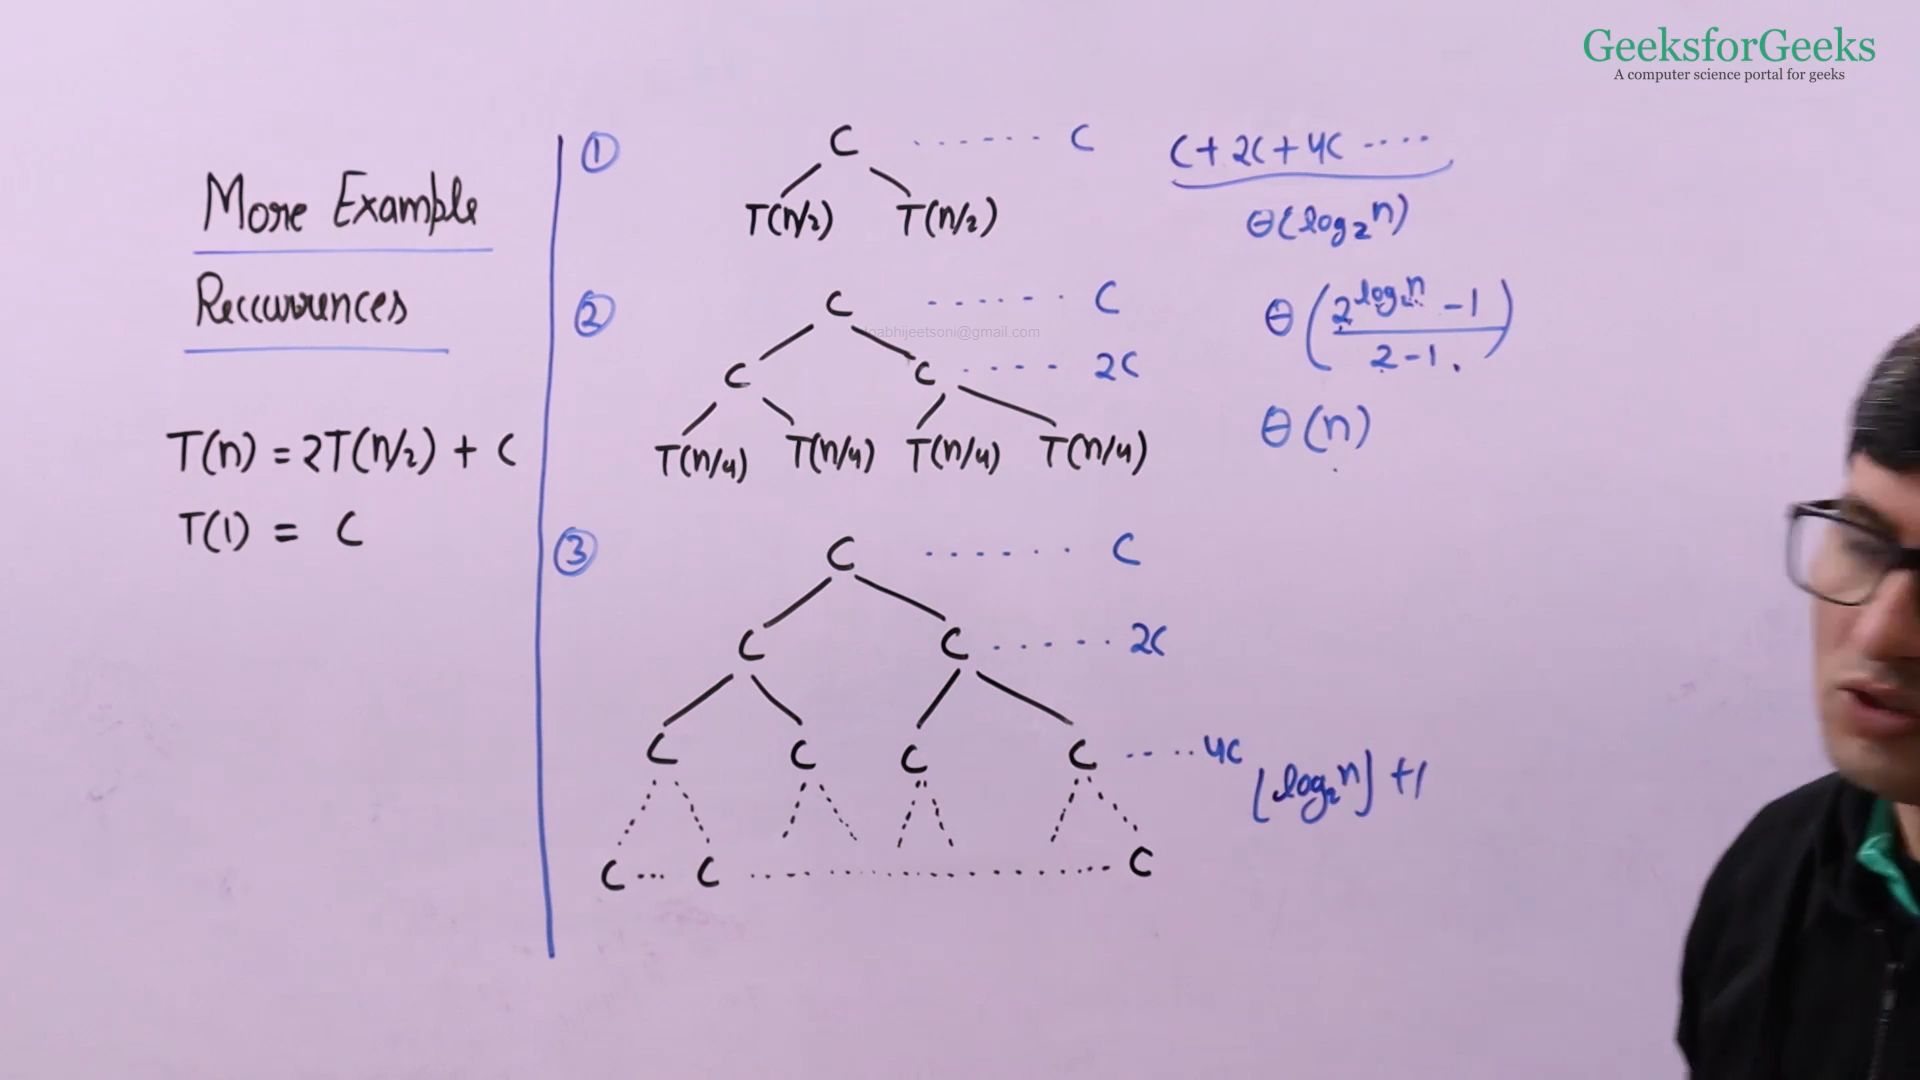 GeeksforGeeks
A computer science portal for geeks
More Example
Reccurrences
T(n) = 2T(n/2) + C
T(1) = C
①
C ------ C
T(n/2) T(n/2)
②
C ------ C
C C ---- 2C
T(n/4) T(n/4) T(n/4) T(n/4)
③
C ...... C
C C ...... 2C
C C C C .....4C
⌊log₂n⌋ +1
C ... C .................... C
C + 2C + 4C .....
θ(log₂n)
θ((2^log₂n - 1)/(2-1))
θ(n)
abhijeetsoni@gmail.com